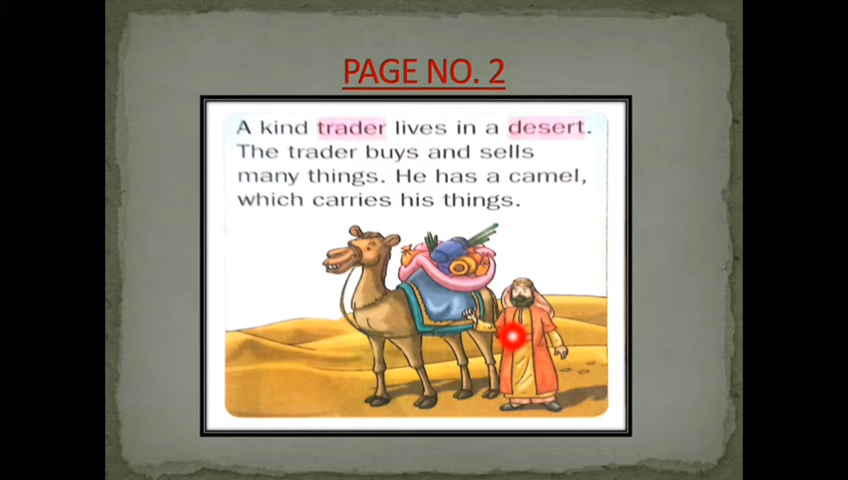 PAGE NO. 2
A kind trader lives in a desert.
The trader buys and sells
many things. He has a camel,
which carries his things.